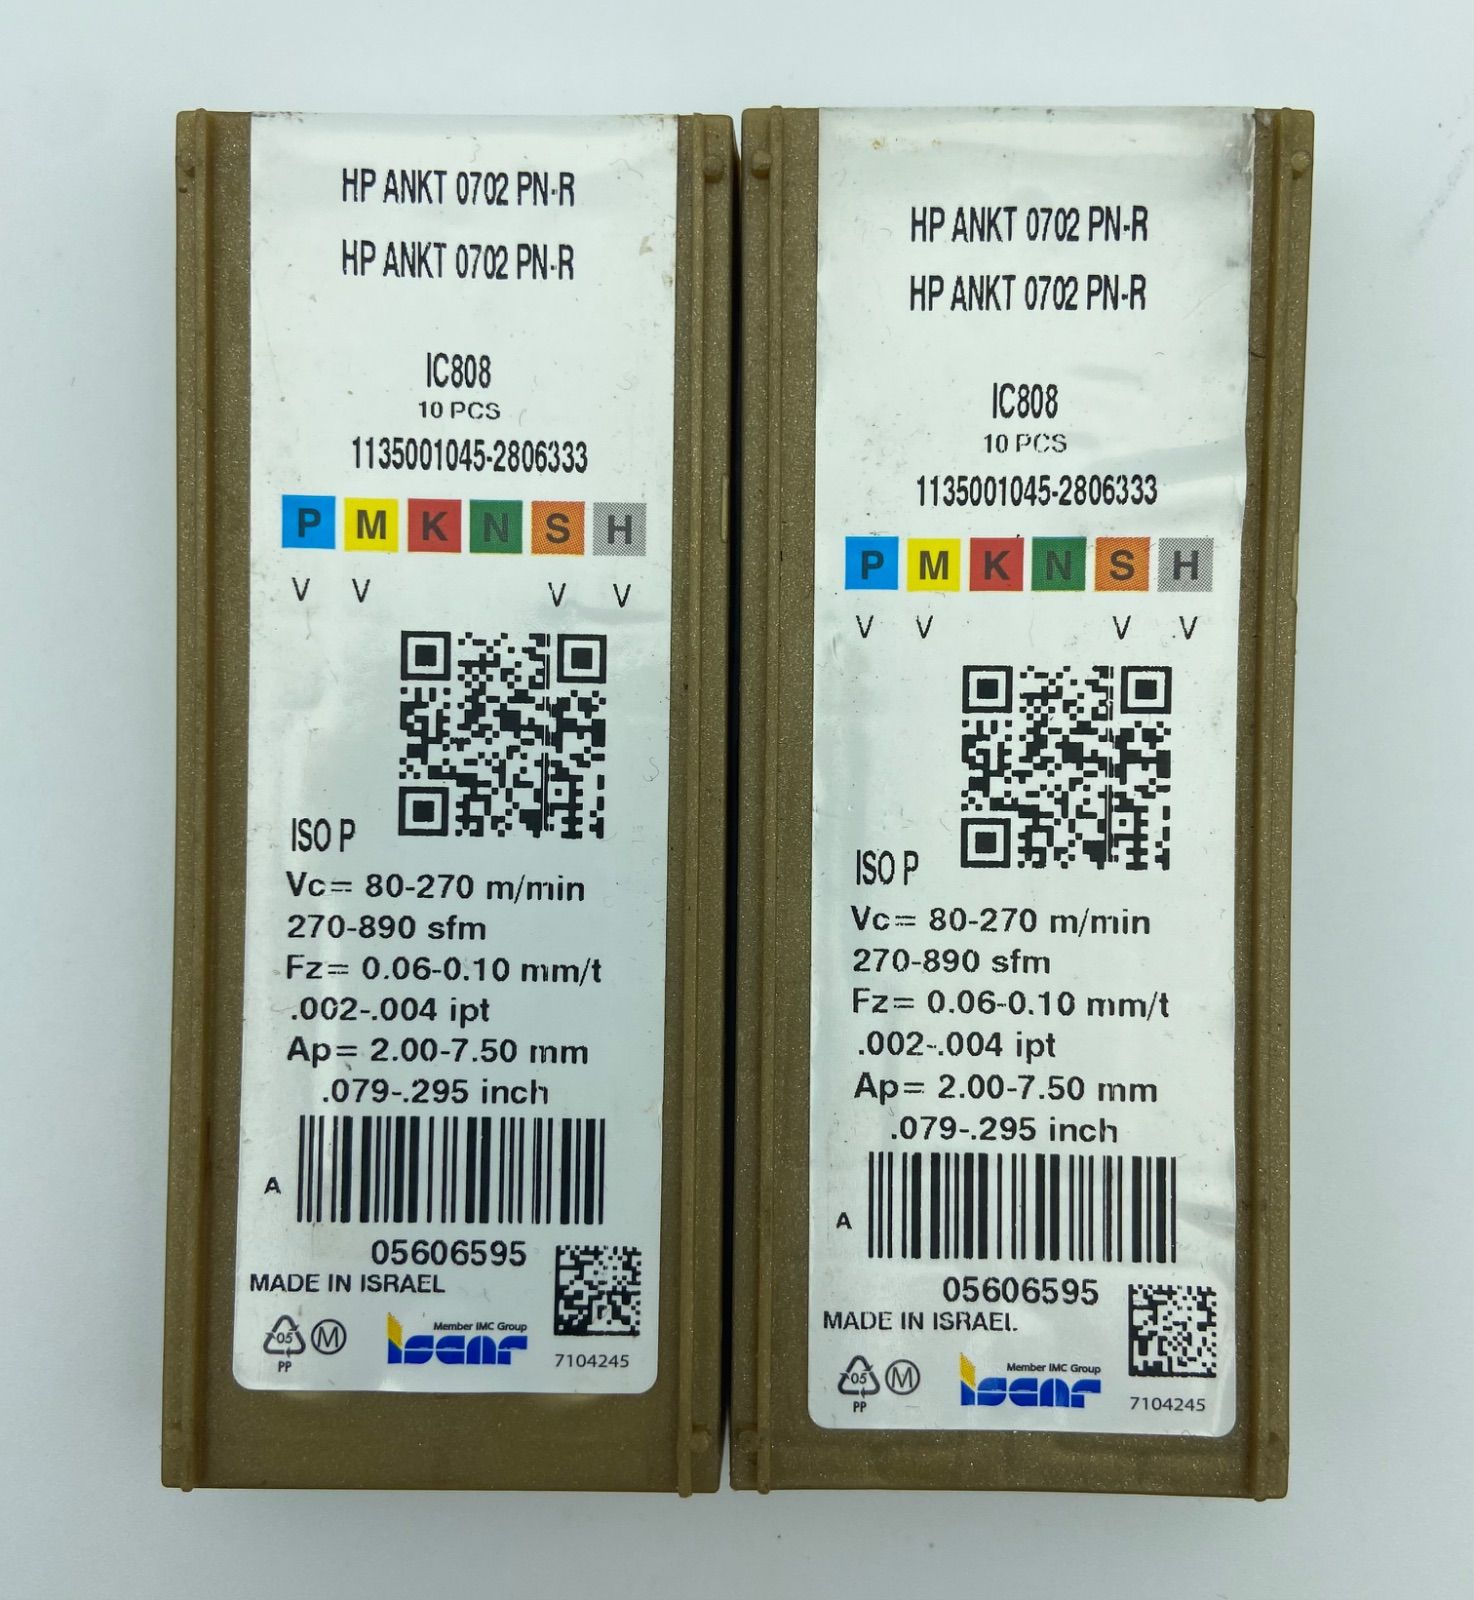 HP ANKT 0702 PN-R
HP ANKT 0702 PN-R
IC808
10 PCS
1135001045-2806333
P M K N S H
V V V V
ISO P
Vc= 80-270 m/min
270-890 sfm
Fz= 0.06-0.10 mm/t
.002-.004 ipt
Ap= 2.00-7.50 mm
.079-.295 inch
A
05606595
MADE IN ISRAEL
05
PP
M
Member IMC Group
iscar
7104245
HP ANKT 0702 PN-R
HP ANKT 0702 PN-R
IC808
10 PCS
1135001045-2806333
P M K N S H
V V V V
ISO P
Vc= 80-270 m/min
270-890 sfm
Fz= 0.06-0.10 mm/t
.002-.004 ipt
Ap= 2.00-7.50 mm
.079-.295 inch
A
05606595
MADE IN ISRAEL
05
PP
M
Member IMC Group
iscar
7104245